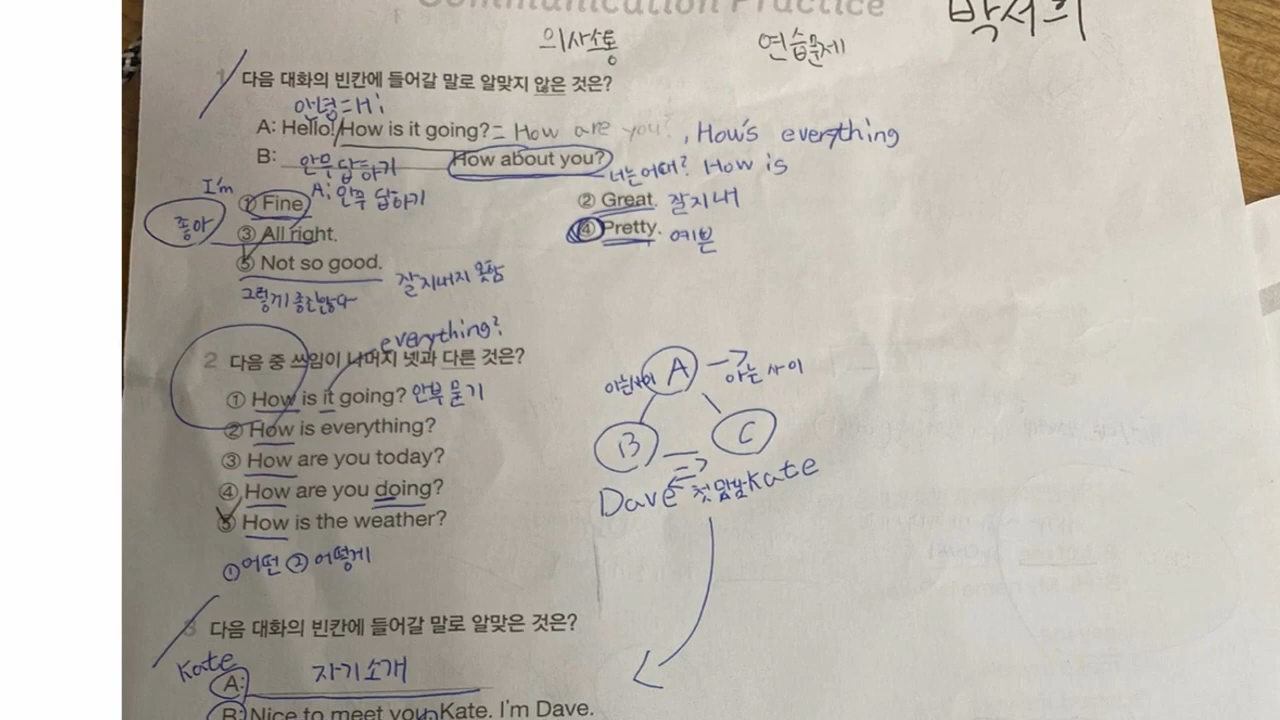 Communication Practice
박서희
의사소통 연습문제
1 다음 대화의 빈칸에 들어갈 말로 알맞지 않은 것은?
안녕=Hi
A: Hello! How is it going? = How are you?, How's everything
B: 안부 답하기 How about you? 너는어때? How is
I'm
① Fine A: 안부 답하기 ② Great. 잘지내
좋아 ③ All right. ④ Pretty. 예쁜
⑤ Not so good. 잘지내지 못함
everything?
2 다음 중 쓰임이 나머지 넷과 다른 것은?
① How is it going? 안부 묻기
② How is everything?
③ How are you today?
④ How are you doing?
⑤ How is the weather?
①어떤 ②어떻게
아는사이 A → 아는 사이
B C
Dave 첫만남 Kate
3 다음 대화의 빈칸에 들어갈 말로 알맞은 것은?
Kate
A: 자기소개
B: Nice to meet you, Kate. I'm Dave.